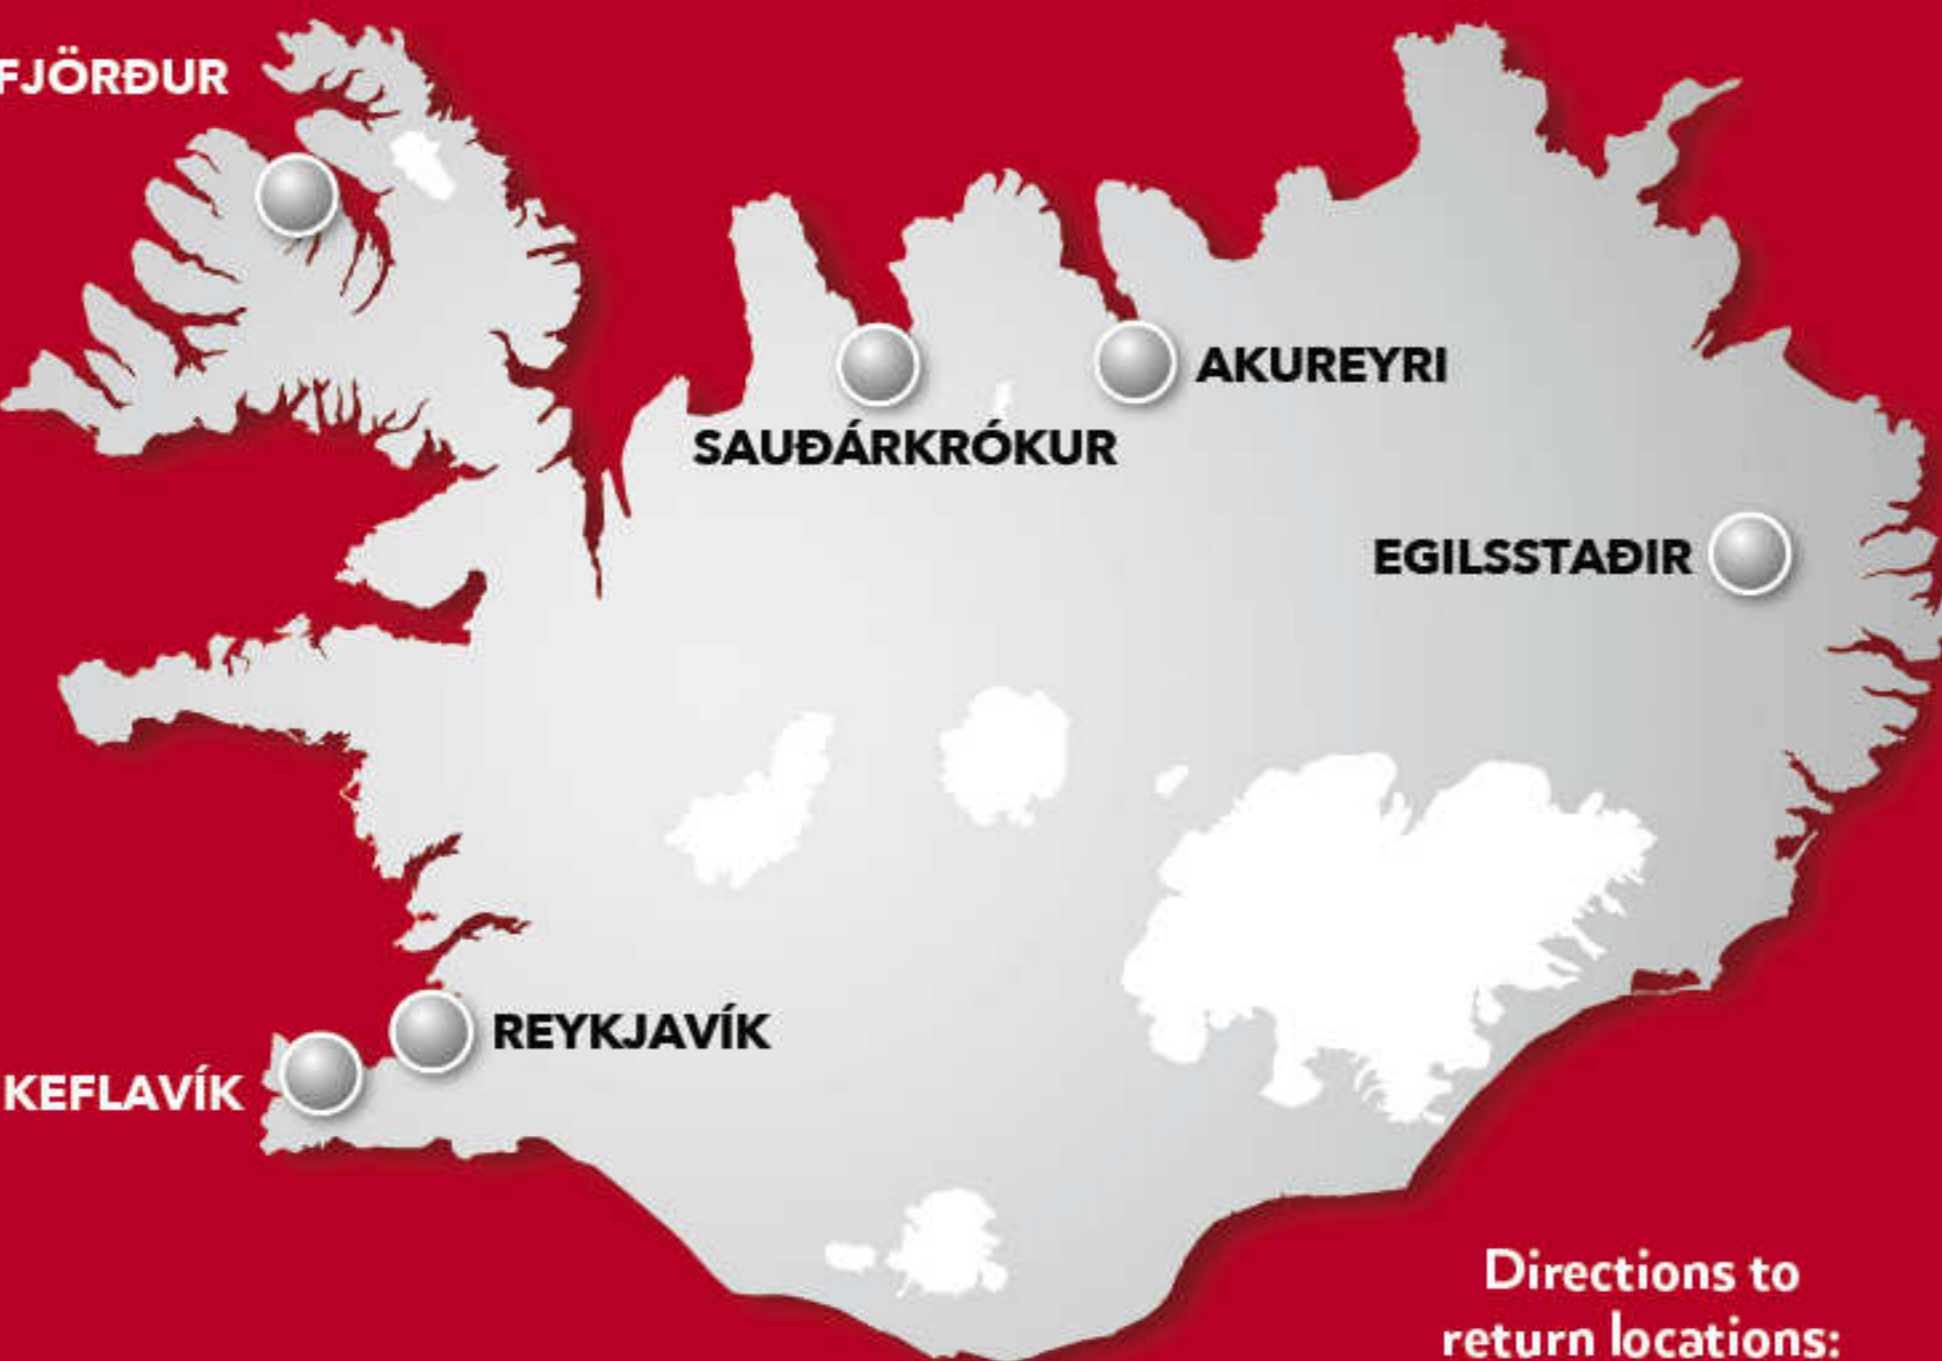 FJÖRÐUR
AKUREYRI
SAUÐÁRKRÓKUR
EGILSSTAÐIR
REYKJAVÍK
KEFLAVÍK
Directions to
return locations: